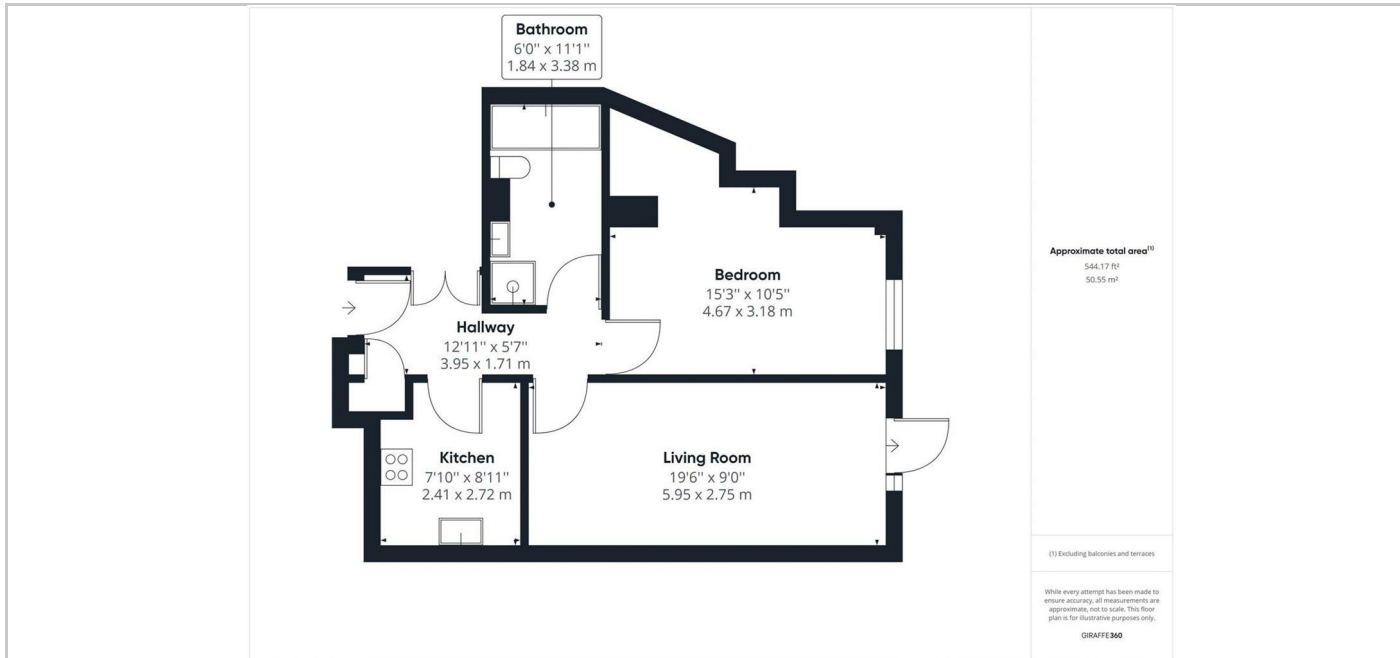 Bathroom
6'0'' x 11'1''
1.84 x 3.38 m
Bedroom
15'3'' x 10'5''
4.67 x 3.18 m
Hallway
12'11'' x 5'7''
3.95 x 1.71 m
Kitchen
7'10'' x 8'11''
2.41 x 2.72 m
Living Room
19'6'' x 9'0''
5.95 x 2.75 m
Approximate total area(1)
544.17 ft²
50.55 m²
(1) Excluding balconies and terraces
While every attempt has been made to
ensure accuracy, all measurements are
approximate, not to scale. This floor
plan is for illustrative purposes only.
GIRAFFE360